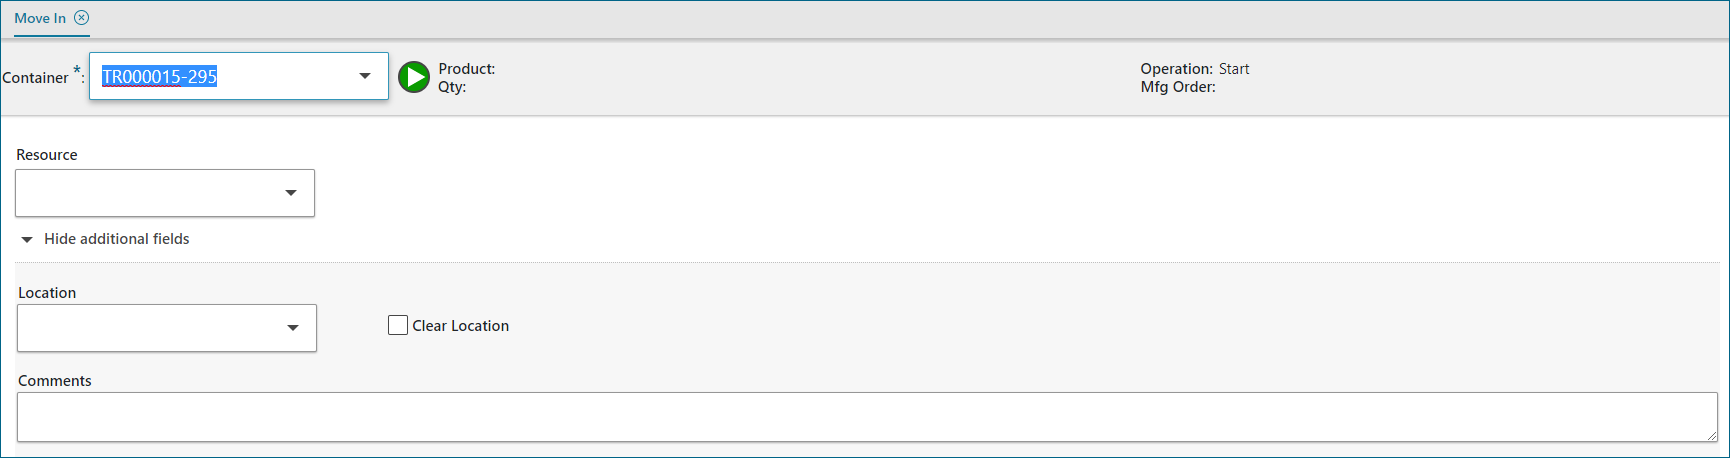 Move In
Container *:
TR000015-295
Product:
Qty:
Operation: Start
Mfg Order:
Resource
Hide additional fields
Location
Clear Location
Comments